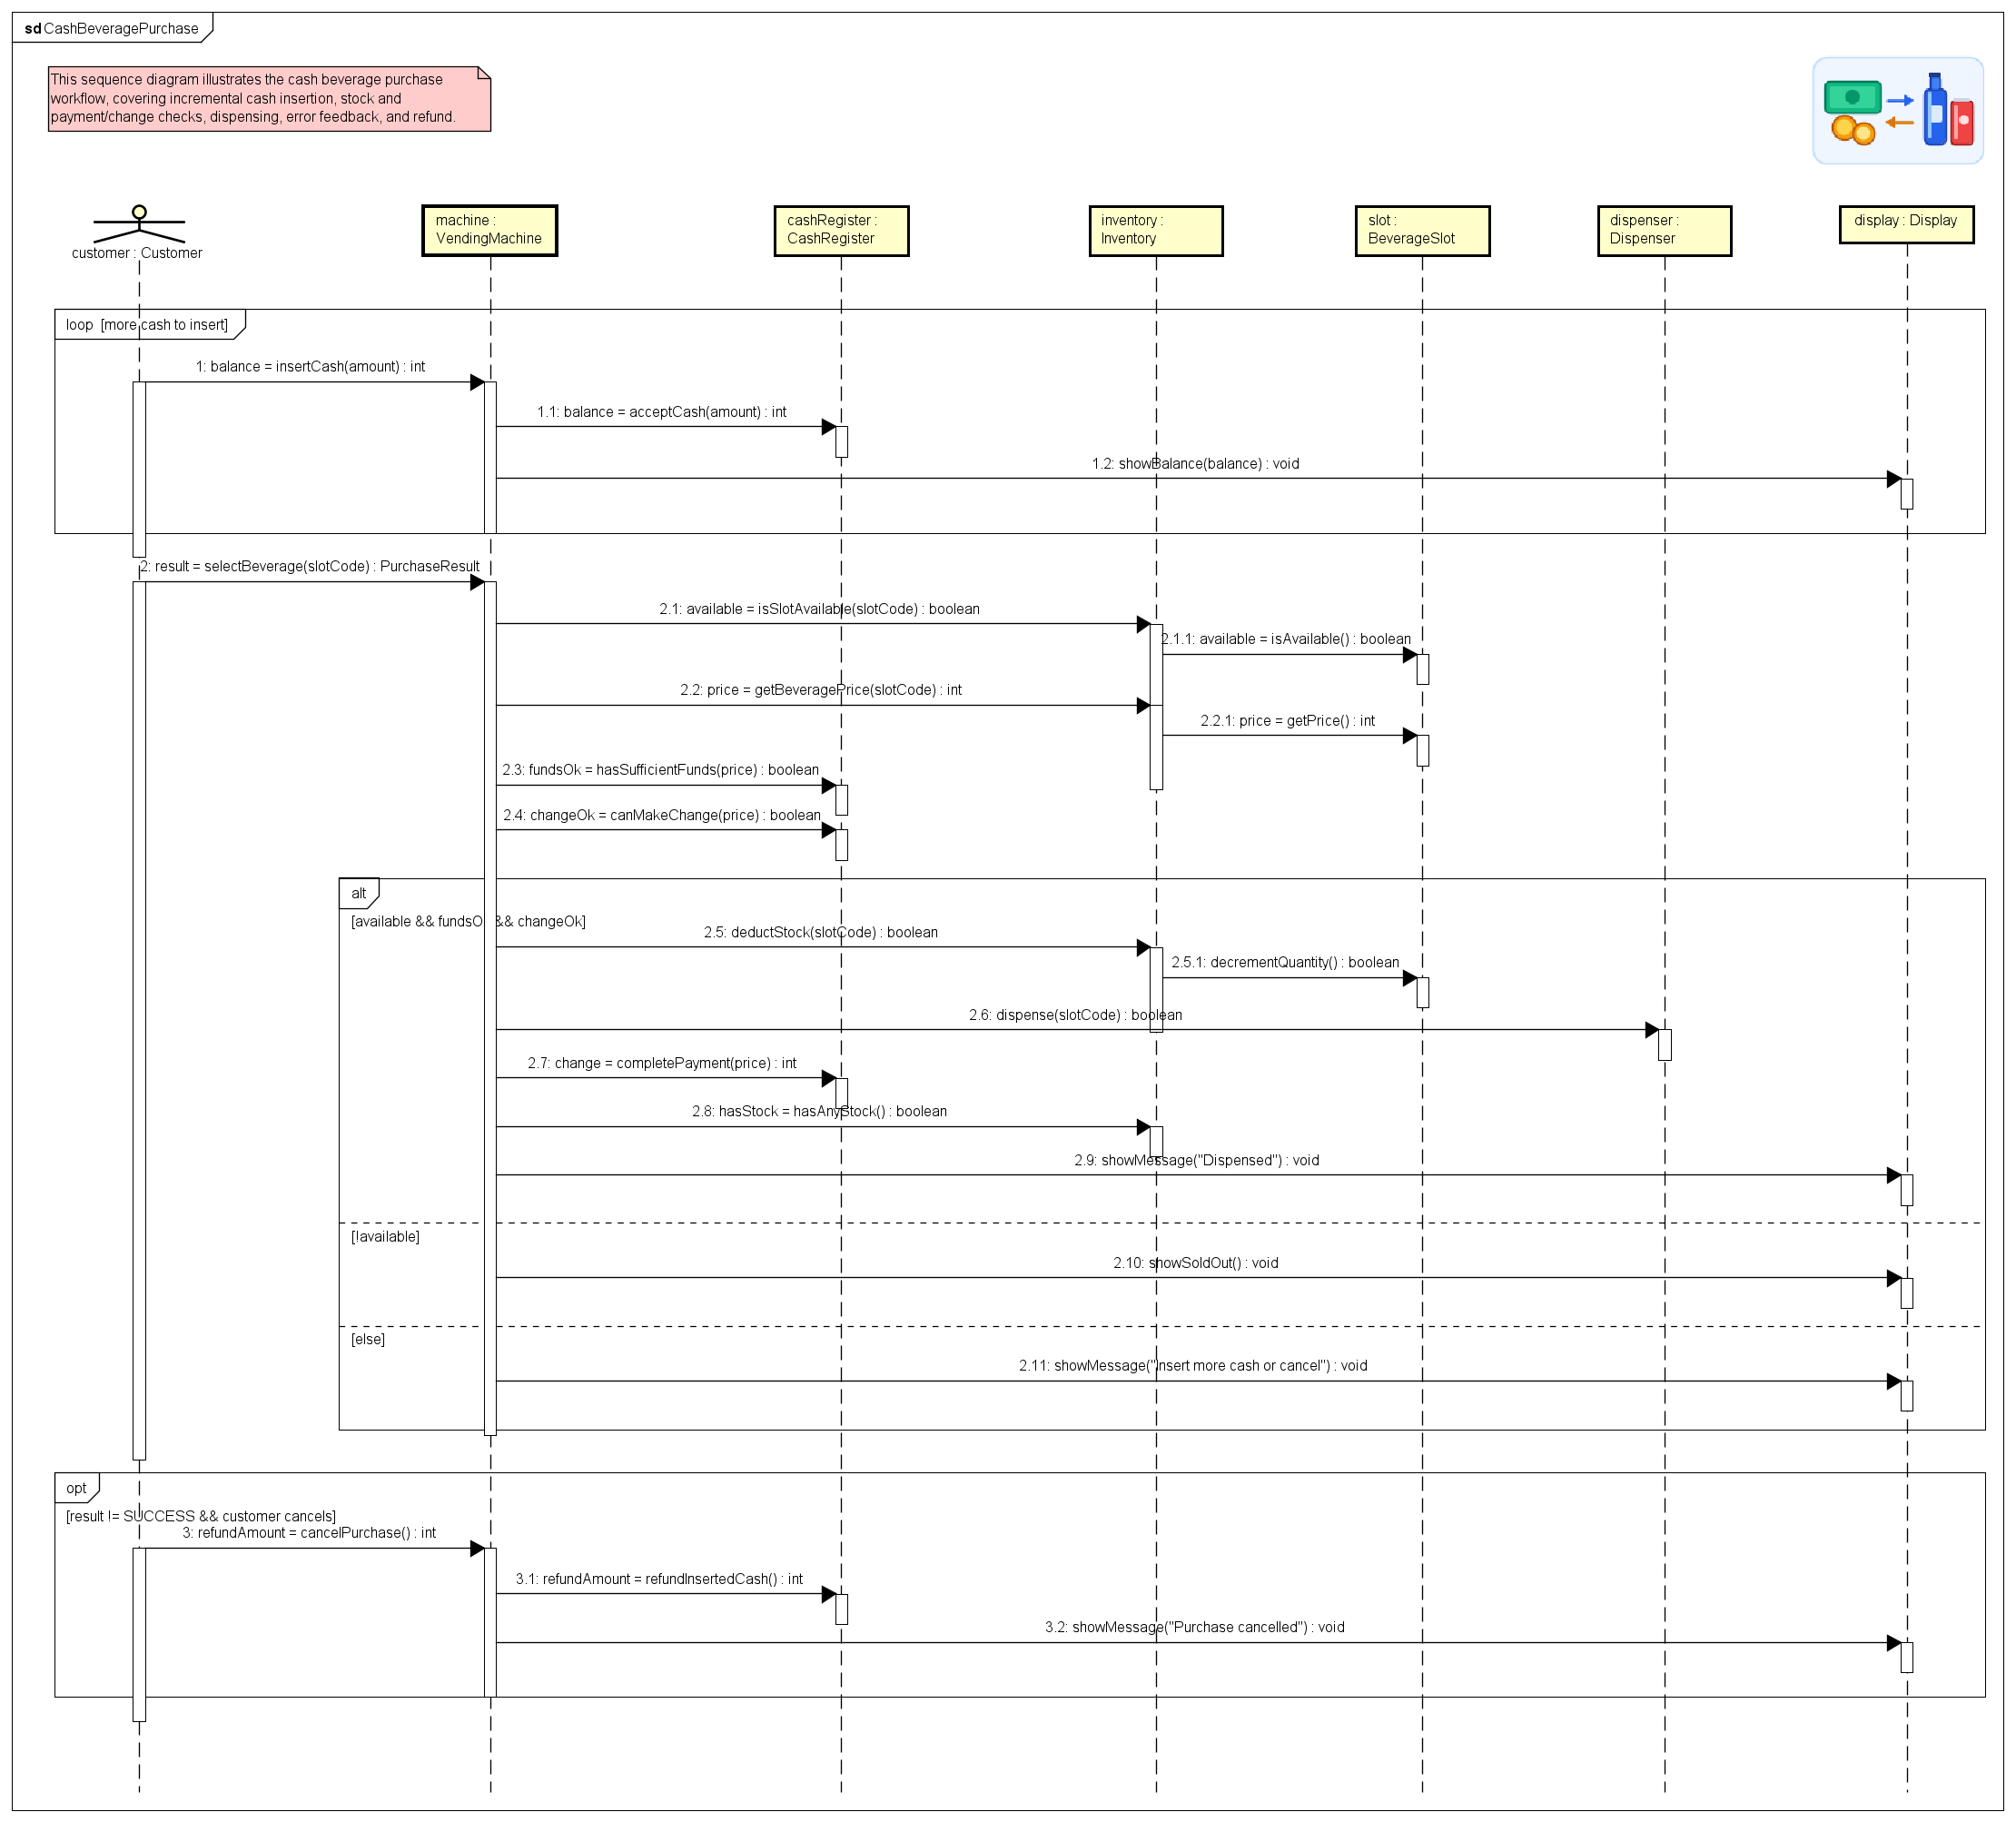 sd CashBeveragePurchase
This sequence diagram illustrates the cash beverage purchase
workflow, covering incremental cash insertion, stock and
payment/change checks, dispensing, error feedback, and refund.
customer : Customer
machine :
VendingMachine
cashRegister :
CashRegister
inventory :
Inventory
slot :
BeverageSlot
dispenser :
Dispenser
display : Display
loop [more cash to insert]
1: balance = insertCash(amount) : int
1.1: balance = acceptCash(amount) : int
1.2: showBalance(balance) : void
2: result = selectBeverage(slotCode) : PurchaseResult
2.1: available = isSlotAvailable(slotCode) : boolean
2.1.1: available = isAvailable() : boolean
2.2: price = getBeveragePrice(slotCode) : int
2.2.1: price = getPrice() : int
2.3: fundsOk = hasSufficientFunds(price) : boolean
2.4: changeOk = canMakeChange(price) : boolean
alt
[available && fundsOk && changeOk]
2.5: deductStock(slotCode) : boolean
2.5.1: decrementQuantity() : boolean
2.6: dispense(slotCode) : boolean
2.7: change = completePayment(price) : int
2.8: hasStock = hasAnyStock() : boolean
2.9: showMessage("Dispensed") : void
[!available]
2.10: showSoldOut() : void
[else]
2.11: showMessage("Insert more cash or cancel") : void
opt
[result != SUCCESS && customer cancels]
3: refundAmount = cancelPurchase() : int
3.1: refundAmount = refundInsertedCash() : int
3.2: showMessage("Purchase cancelled") : void